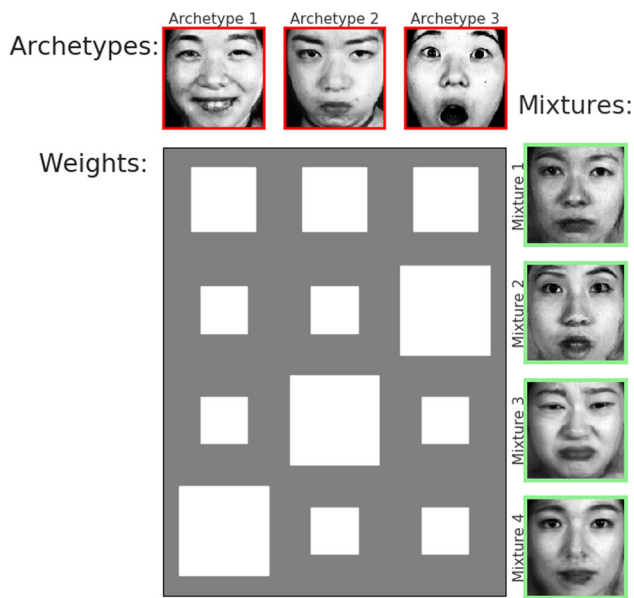 Archetype 1
Archetype 2
Archetype 3
Archetypes:
Mixtures:
Weights:
Mixture 1
Mixture 2
Mixture 3
Mixture 4